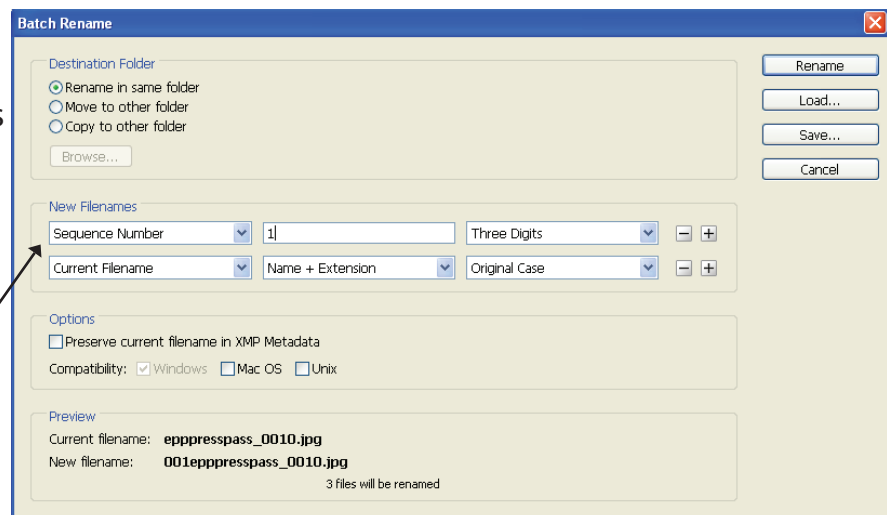 Batch Rename
Destination Folder
Rename in same folder
Move to other folder
Copy to other folder
Browse...
Rename
Load...
Save...
Cancel
New Filenames
Sequence Number 1 Three Digits
Current Filename Name + Extension Original Case
Options
Preserve current filename in XMP Metadata
Compatibility: Windows Mac OS Unix
Preview
Current filename: epppresspass_0010.jpg
New filename: 001epppresspass_0010.jpg
3 files will be renamed